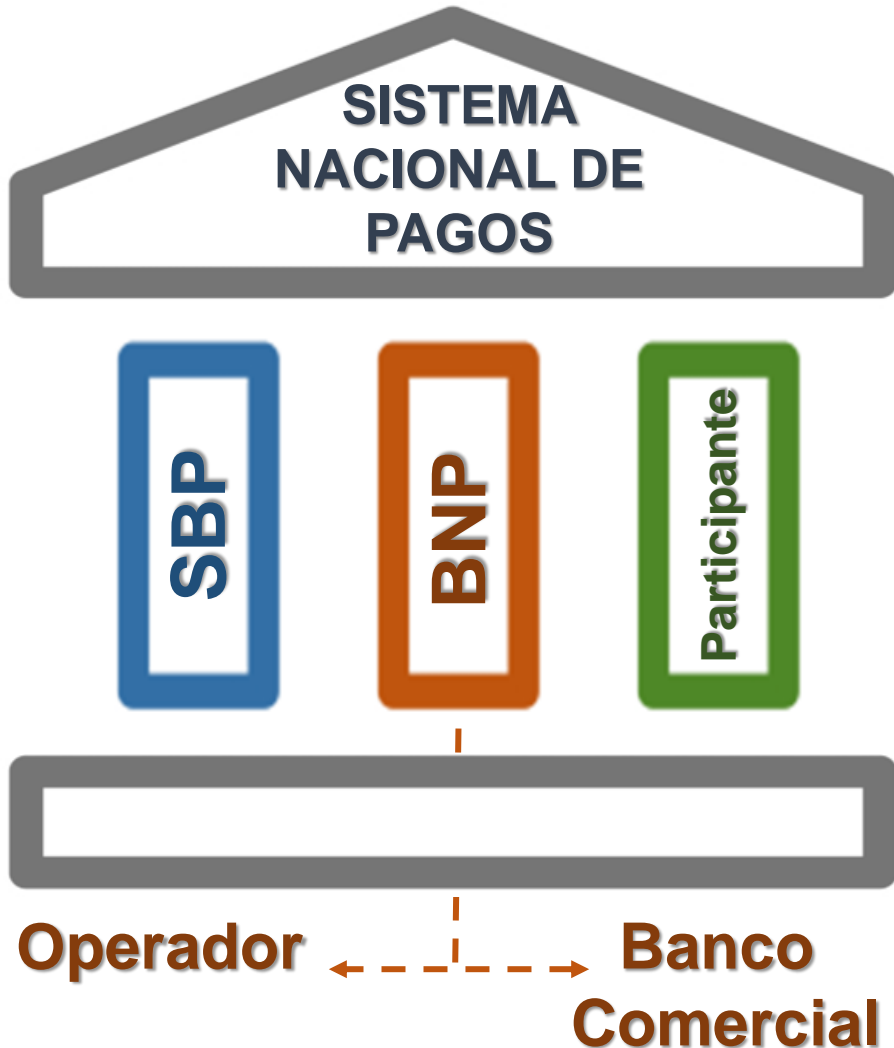 SISTEMA
NACIONAL DE
PAGOS
SBP
BNP
Participante
Operador
Banco
Comercial